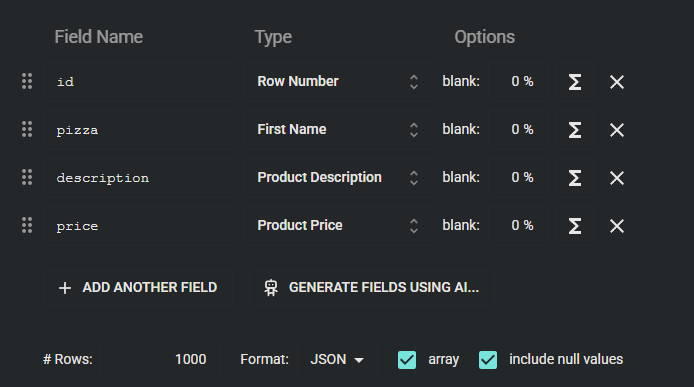 Field Name Type Options
id Row Number blank: 0 % Σ
pizza First Name blank: 0 % Σ
description Product Description blank: 0 % Σ
price Product Price blank: 0 % Σ
+ ADD ANOTHER FIELD GENERATE FIELDS USING AI...
# Rows: 1000 Format: JSON array include null values